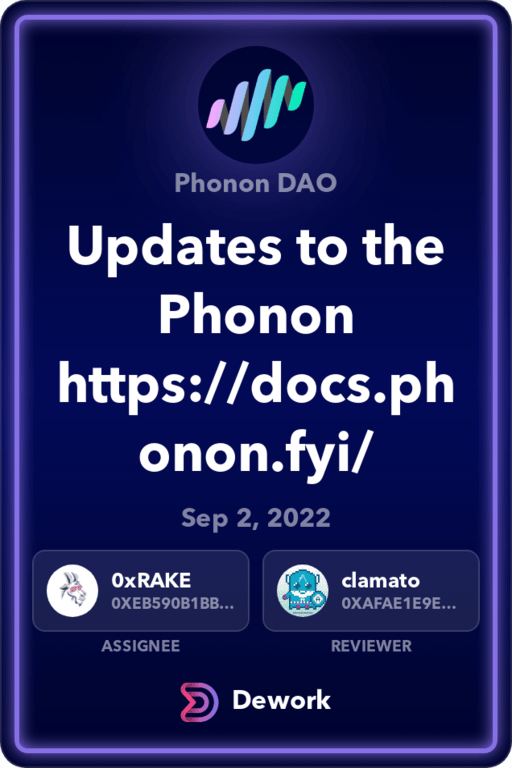 Phonon DAO
Updates to the
Phonon
https://docs.ph
onon.fyi/
Sep 2, 2022
0xRAKE
0XEB590B1BB...
ASSIGNEE
clamato
0XAFAE1E9E...
REVIEWER
Dework